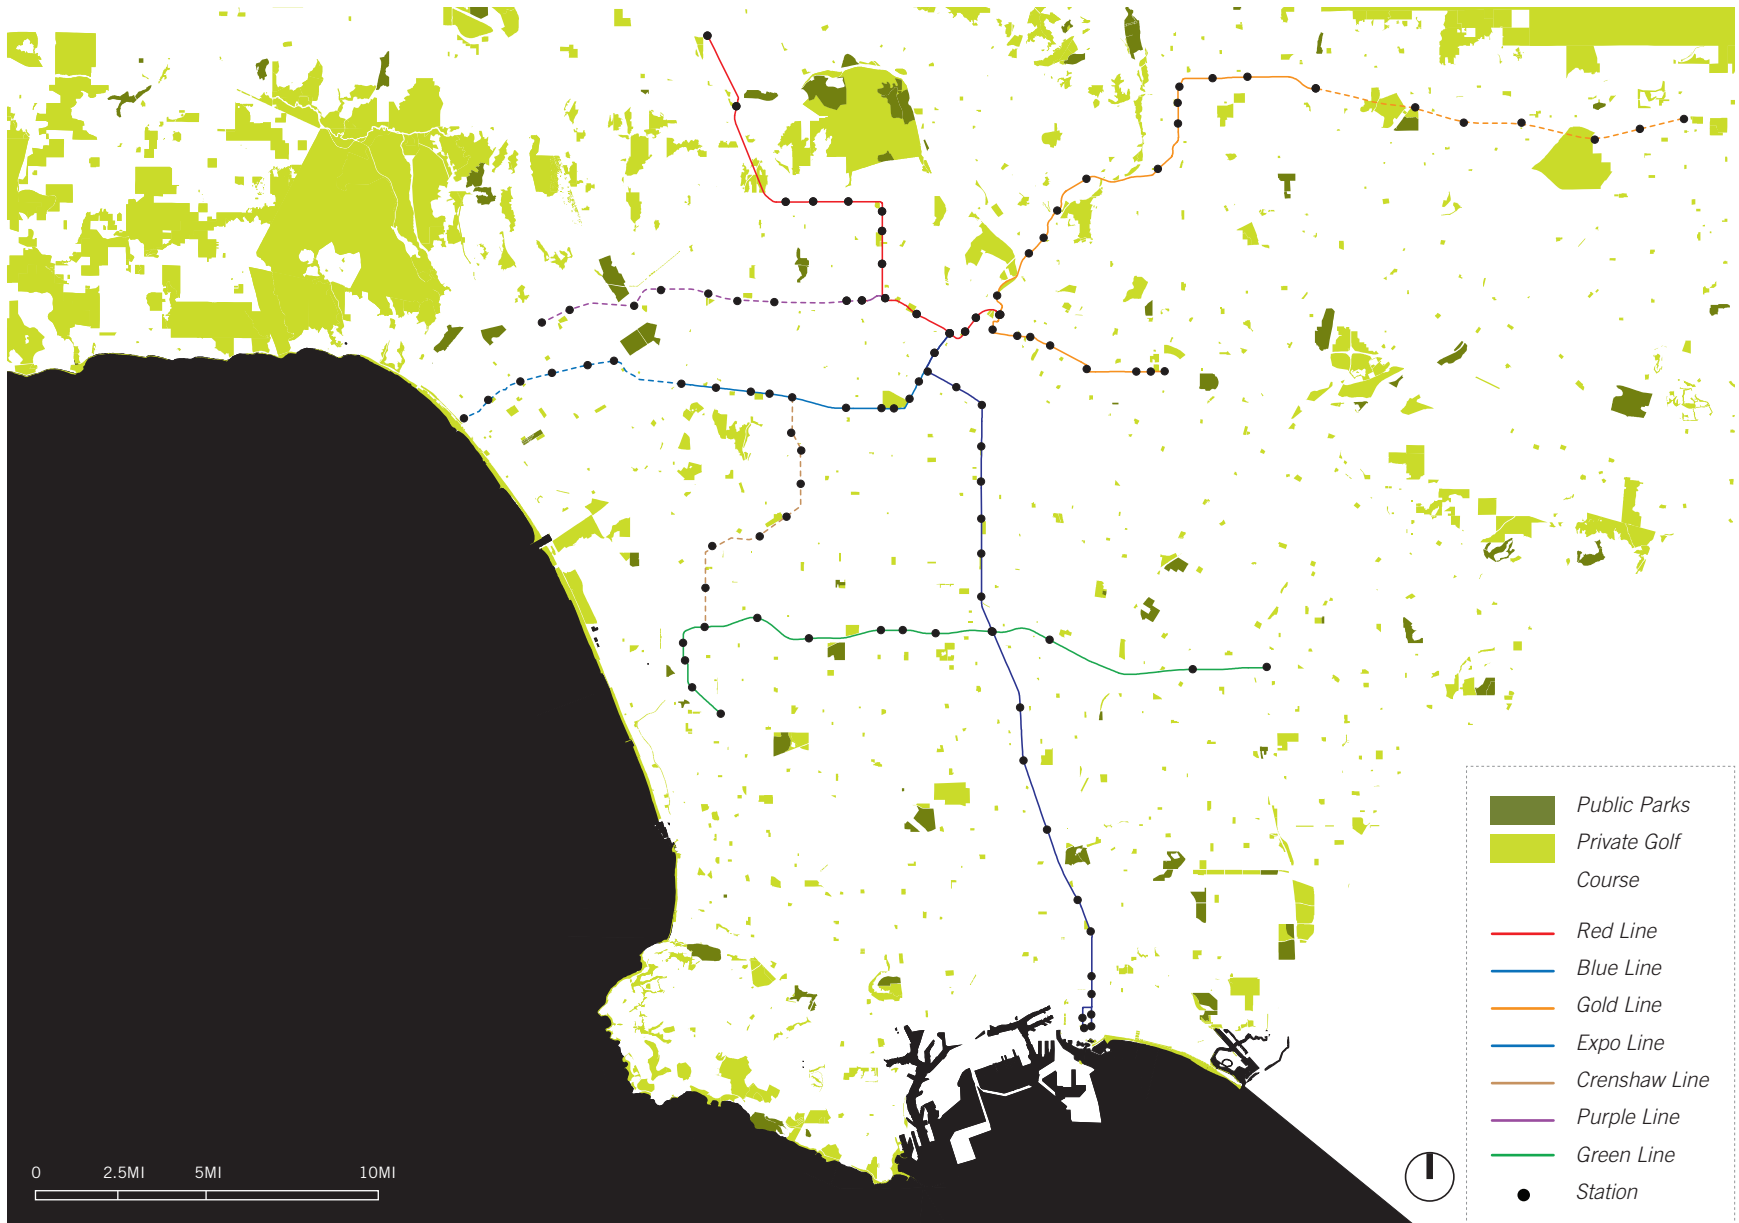 Public Parks
Private Golf
Course
Red Line
Blue Line
Gold Line
Expo Line
Crenshaw Line
Purple Line
Green Line
Station
0 2.5MI 5MI 10MI